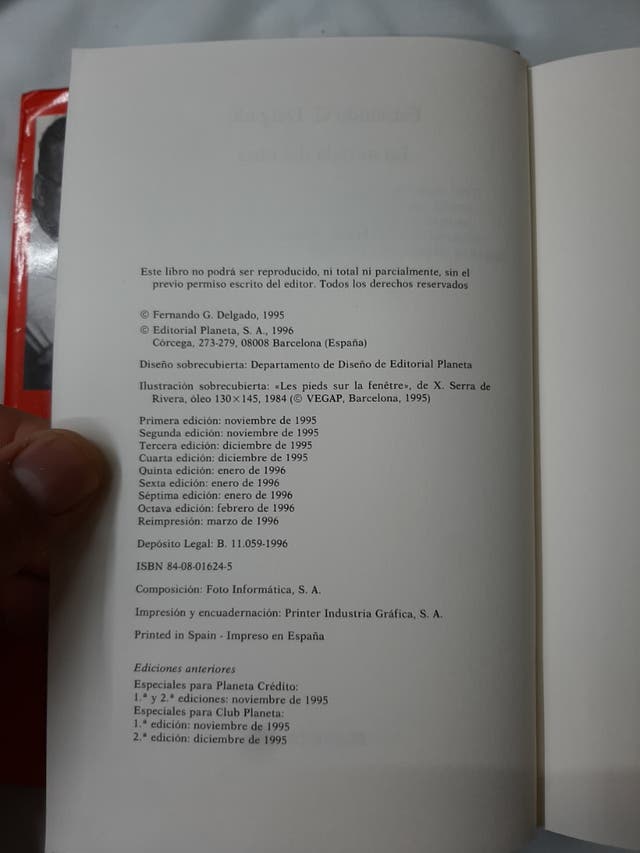 Este libro no podrá ser reproducido, ni total ni parcialmente, sin el
previo permiso escrito del editor. Todos los derechos reservados
© Fernando G. Delgado, 1995
© Editorial Planeta, S. A., 1996
Córcega, 273-279, 08008 Barcelona (España)
Diseño sobrecubierta: Departamento de Diseño de Editorial Planeta
Ilustración sobrecubierta: «Les pieds sur la fenêtre», de X. Serra de
Rivera, óleo 130×145, 1984 (© VEGAP, Barcelona, 1995)
Primera edición: noviembre de 1995
Segunda edición: noviembre de 1995
Tercera edición: diciembre de 1995
Cuarta edición: diciembre de 1995
Quinta edición: enero de 1996
Sexta edición: enero de 1996
Séptima edición: enero de 1996
Octava edición: febrero de 1996
Reimpresión: marzo de 1996
Depósito Legal: B. 11.059-1996
ISBN 84-08-01624-5
Composición: Foto Informática, S. A.
Impresión y encuadernación: Printer Industria Gráfica, S. A.
Printed in Spain - Impreso en España
Ediciones anteriores
Especiales para Planeta Crédito:
1.ª y 2.ª ediciones: noviembre de 1995
Especiales para Club Planeta:
1.ª edición: noviembre de 1995
2.ª edición: diciembre de 1995